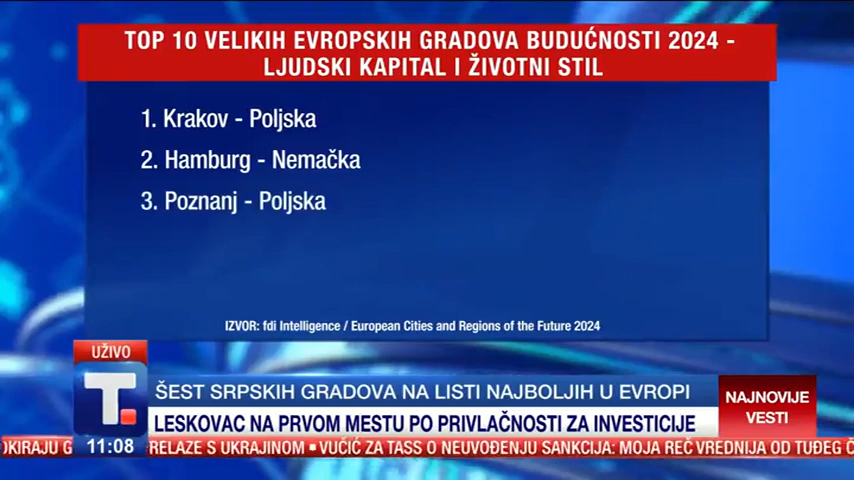 TOP 10 VELIKIH EVROPSKIH GRADOVA BUDUĆNOSTI 2024 -
LJUDSKI KAPITAL I ŽIVOTNI STIL
1. Krakov - Poljska
2. Hamburg - Nemačka
3. Poznanj - Poljska
IZVOR: fdi Intelligence / European Cities and Regions of the Future 2024
UŽIVO
T.
ŠEST SRPSKIH GRADOVA NA LISTI NAJBOLJIH U EVROPI
LESKOVAC NA PRVOM MESTU PO PRIVLAČNOSTI ZA INVESTICIJE
NAJNOVIJE
VESTI
OKIRAJU G 11:08 RELAZE S UKRAJINOM ▪ VUČIĆ ZA TASS O NEUVOĐENJU SANKCIJA: MOJA REČ VREDNIJA OD TUĐEG